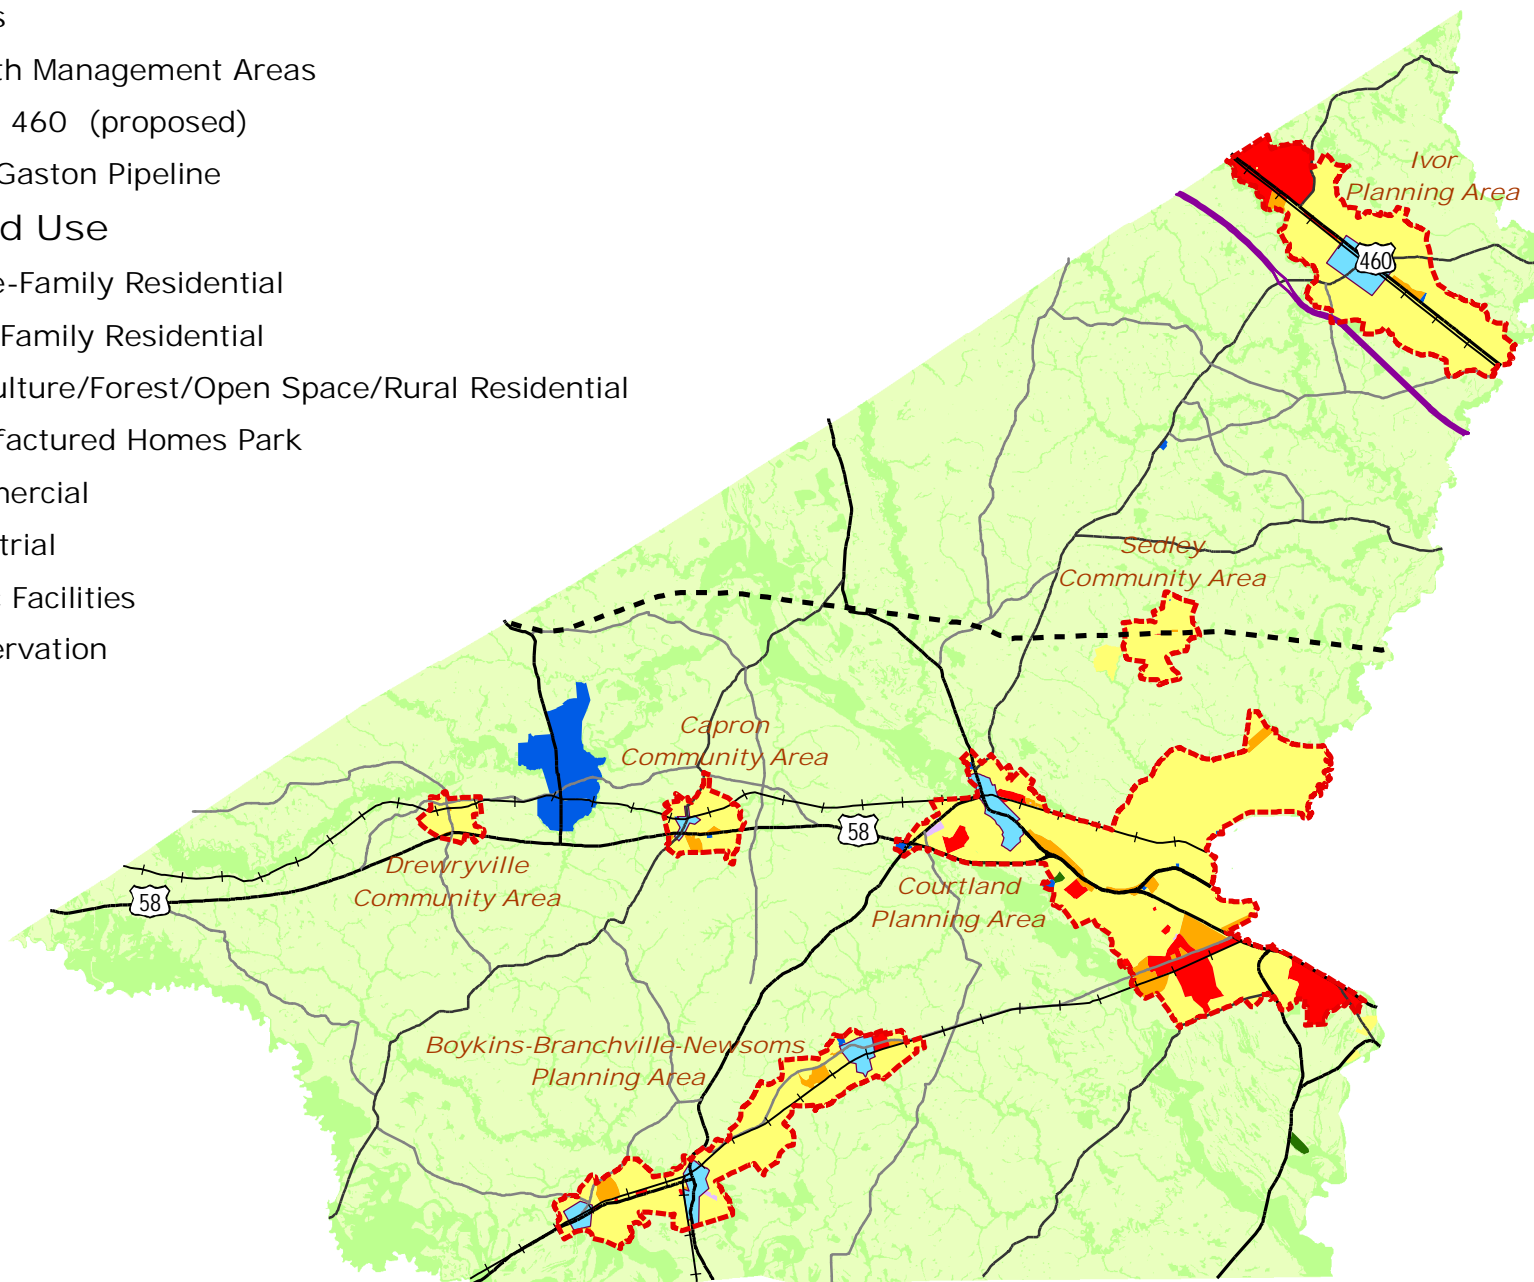 s
th Management Areas
460 (proposed)
Gaston Pipeline
d Use
e-Family Residential
Family Residential
ulture/Forest/Open Space/Rural Residential
factured Homes Park
mercial
trial
c Facilities
ervation
Ivor
Planning Area
460
Sedley
Community Area
Capron
Community Area
58
Drewryville
Community Area
58
Courtland
Planning Area
Boykins-Branchville-Newsoms
Planning Area